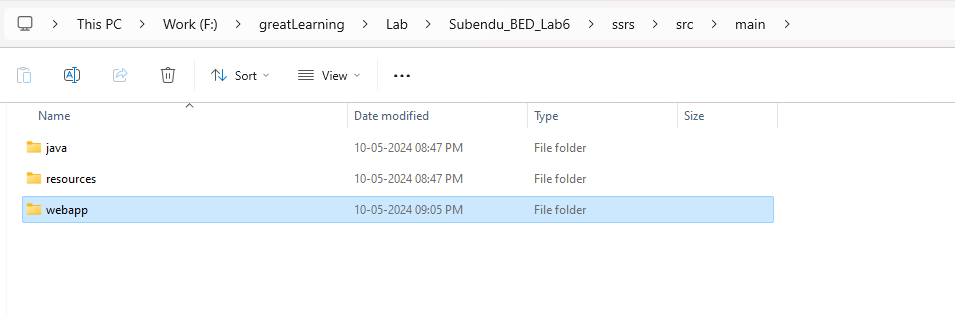 This PC > Work (F:) > greatLearning > Lab > Subendu_BED_Lab6 > ssrs > src > main >
Sort View ...
Name Date modified Type Size
java 10-05-2024 08:47 PM File folder
resources 10-05-2024 08:47 PM File folder
webapp 10-05-2024 09:05 PM File folder